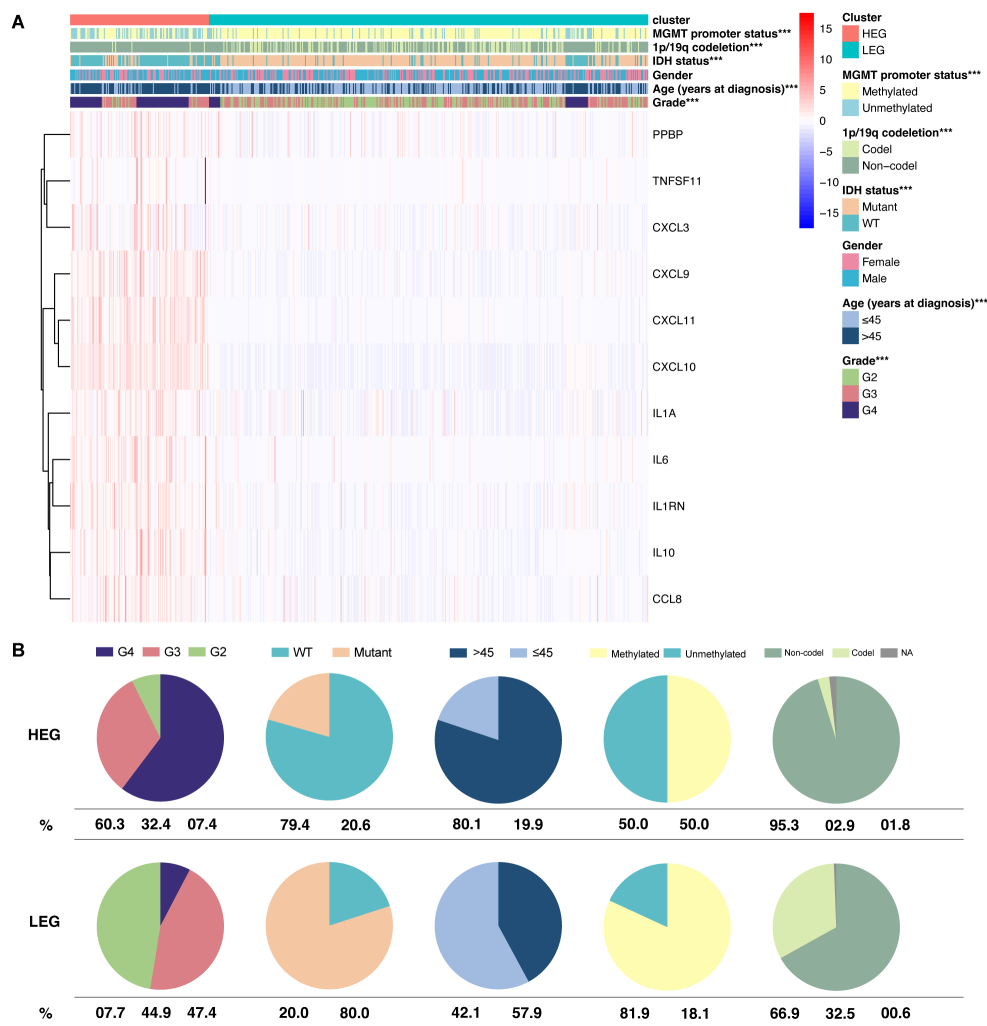 A
cluster
MGMT promoter status***
1p/19q codeletion***
IDH status***
Gender
Age (years at diagnosis)***
Grade***
PPBP
TNFSF11
CXCL3
CXCL9
CXCL11
CXCL10
IL1A
IL6
IL1RN
IL10
CCL8
15
10
5
0
−5
−10
−15
Cluster
HEG
LEG
MGMT promoter status***
Methylated
Unmethylated
1p/19q codeletion***
Codel
Non−codel
IDH status***
Mutant
WT
Gender
Female
Male
Age (years at diagnosis)***
≤45
>45
Grade***
G2
G3
G4
B
G4 G3 G2 WT Mutant >45 ≤45 Methylated Unmethylated Non-codel Codel NA
HEG
% 60.3 32.4 07.4 79.4 20.6 80.1 19.9 50.0 50.0 95.3 02.9 01.8
LEG
% 07.7 44.9 47.4 20.0 80.0 42.1 57.9 81.9 18.1 66.9 32.5 00.6